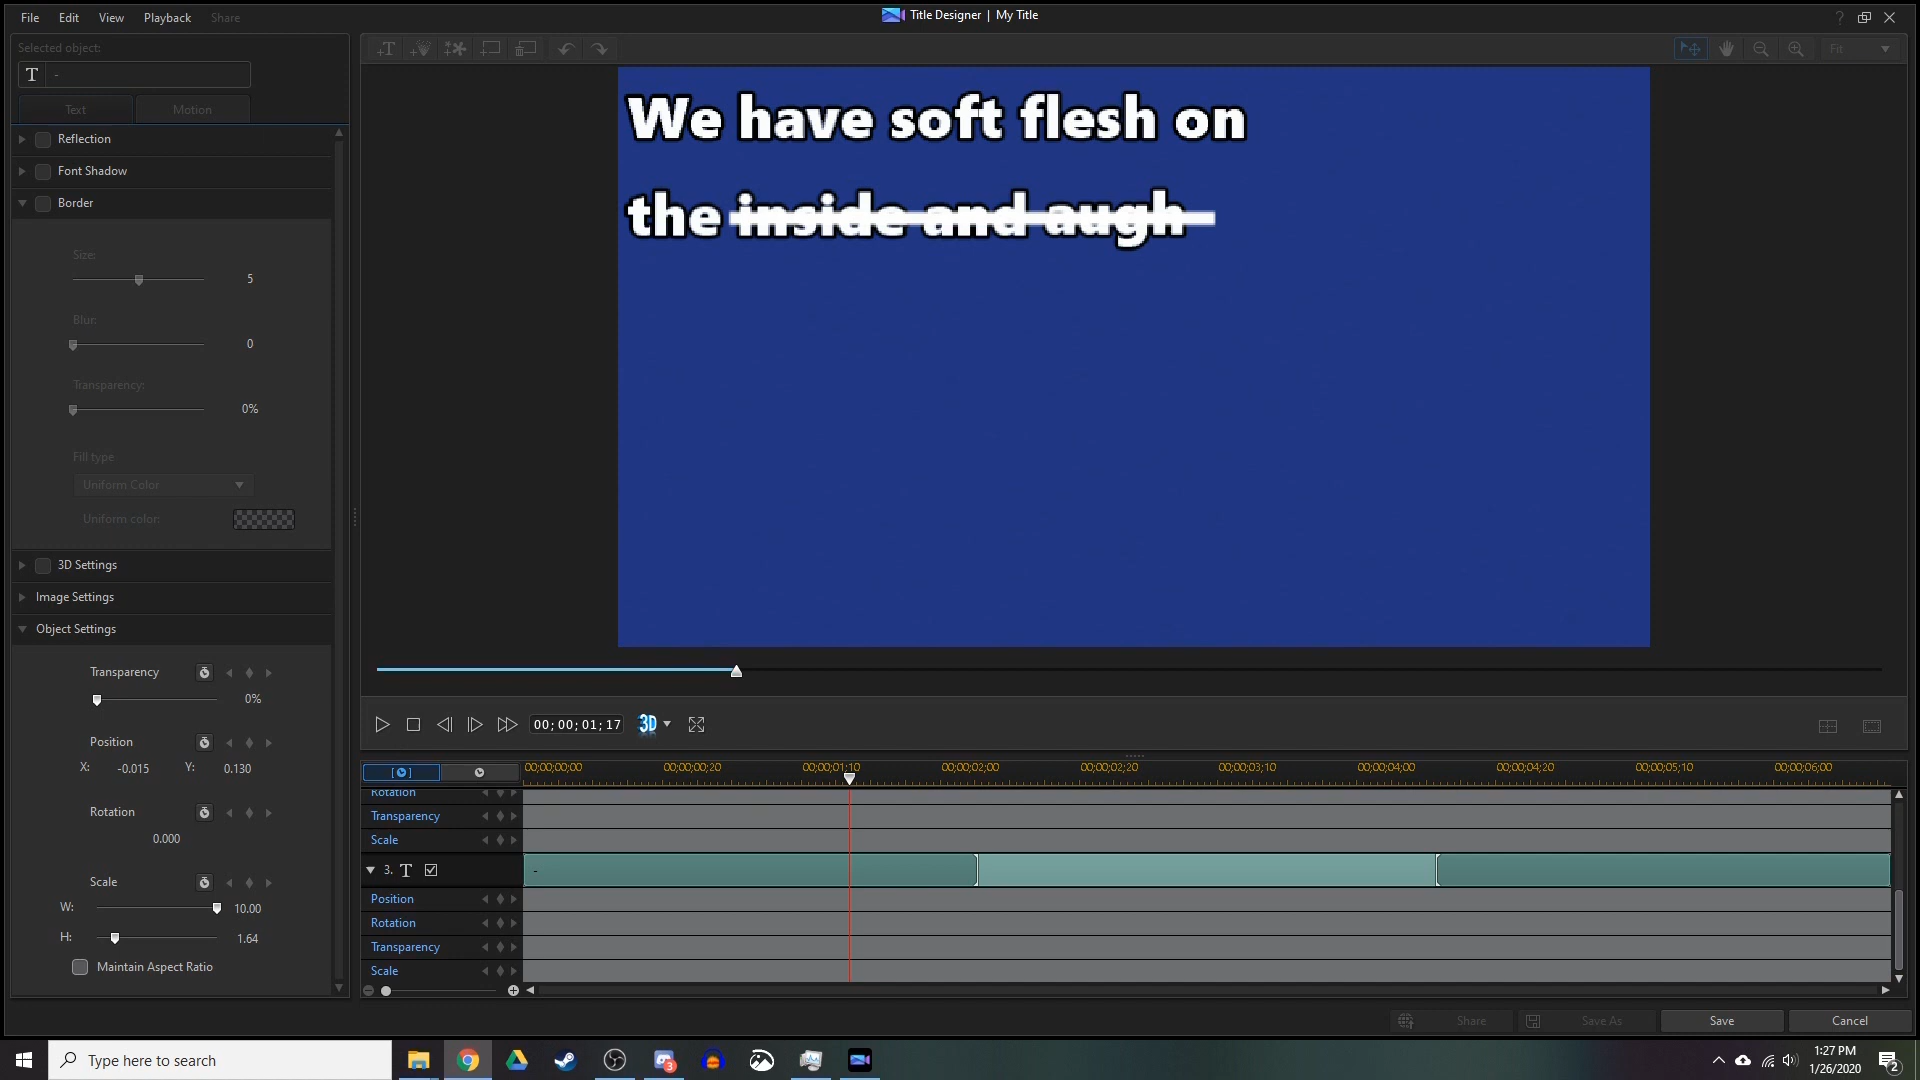 File Edit View Playback Share
Title Designer | My Title
?
Selected object:
T -
Text Motion
T
Fit
Reflection
Font Shadow
Border
Size:
5
Blur:
0
Transparency:
0%
Fill type
Uniform Color
Uniform color:
3D Settings
Image Settings
Object Settings
Transparency
0%
Position
X: -0.015 Y: 0.130
Rotation
0.000
Scale
W: 10.00
H: 1.64
Maintain Aspect Ratio
We have soft flesh on
the inside and augh
00;00;01;17 3D
00;00;00;00 00;00;00;20 00;00;01;10 00;00;02;00 00;00;02;20 00;00;03;10 00;00;04;00 00;00;04;20 00;00;05;10 00;00;06;00
Rotation
Transparency
Scale
3. T -
Position
Rotation
Transparency
Scale
Share Save As Save Cancel
Type here to search
3
1:27 PM
1/26/2020
2